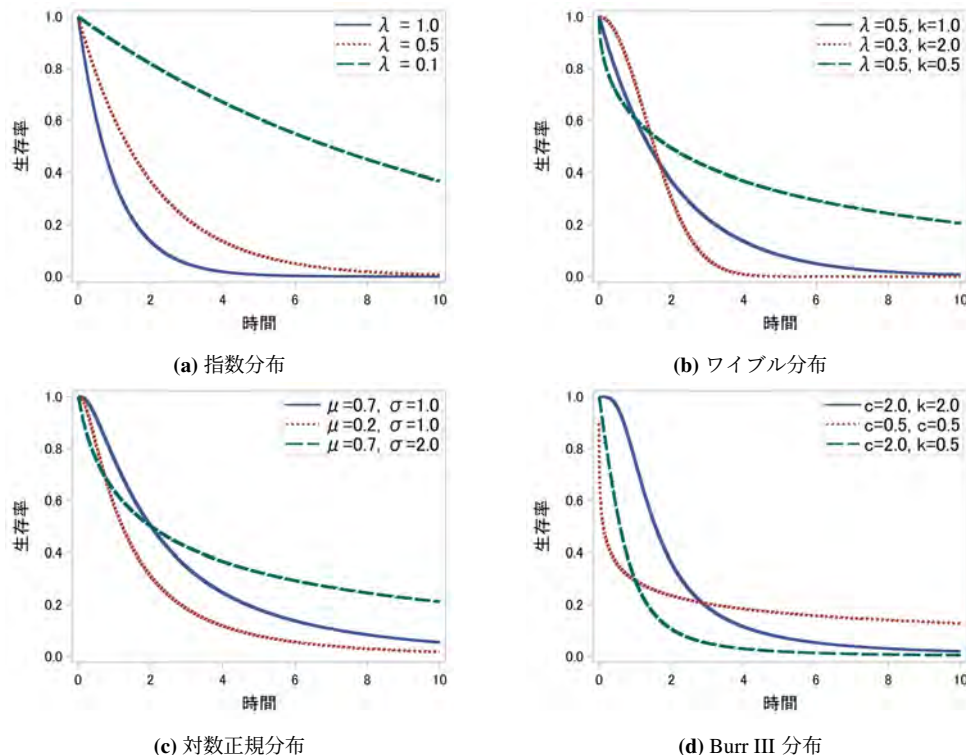 1.0
0.8
0.6
0.4
0.2
0.0
生存率
0 2 4 6 8 10
時間
λ = 1.0
λ = 0.5
λ = 0.1
(a) 指数分布
1.0
0.8
0.6
0.4
0.2
0.0
生存率
0 2 4 6 8 10
時間
λ=0.5, k=1.0
λ=0.3, k=2.0
λ=0.5, k=0.5
(b) ワイブル分布
1.0
0.8
0.6
0.4
0.2
0.0
生存率
0 2 4 6 8 10
時間
μ=0.7, σ=1.0
μ=0.2, σ=1.0
μ=0.7, σ=2.0
(c) 対数正規分布
1.0
0.8
0.6
0.4
0.2
0.0
生存率
0 2 4 6 8 10
時間
c=2.0, k=2.0
c=0.5, c=0.5
c=2.0, k=0.5
(d) Burr III 分布